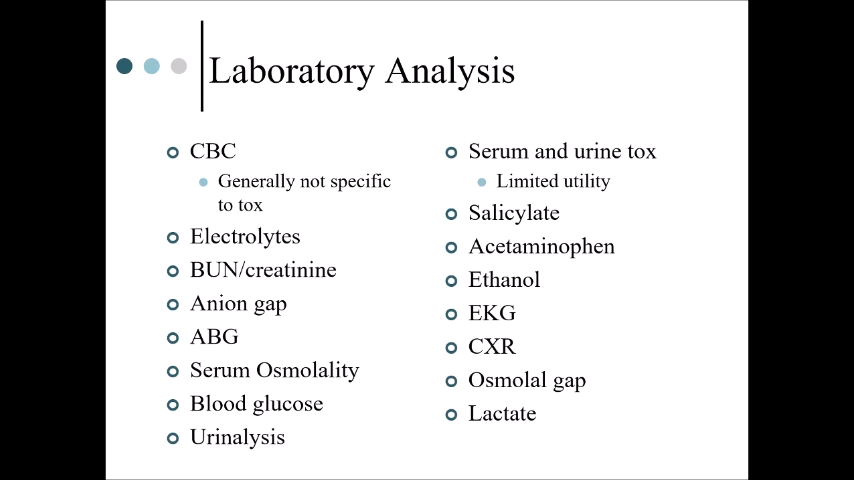 Laboratory Analysis
CBC
Generally not specific
to tox
Electrolytes
BUN/creatinine
Anion gap
ABG
Serum Osmolality
Blood glucose
Urinalysis
Serum and urine tox
Limited utility
Salicylate
Acetaminophen
Ethanol
EKG
CXR
Osmolal gap
Lactate